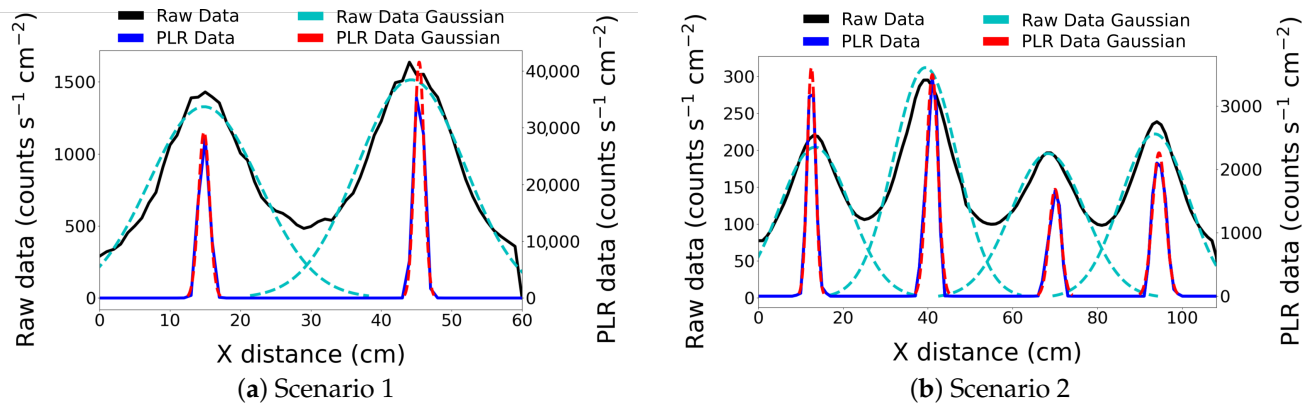 Raw Data
Raw Data Gaussian
PLR Data
PLR Data Gaussian
Raw data (counts s⁻¹ cm⁻²)
1500
1000
500
0
40,000
30,000
20,000
10,000
0
PLR data (counts s⁻¹ cm⁻²)
0 10 20 30 40 50 60
X distance (cm)
(a) Scenario 1
Raw Data
Raw Data Gaussian
PLR Data
PLR Data Gaussian
Raw data (counts s⁻¹ cm⁻²)
300
250
200
150
100
50
0
3000
2000
1000
0
PLR data (counts s⁻¹ cm⁻²)
0 20 40 60 80 100
X distance (cm)
(b) Scenario 2